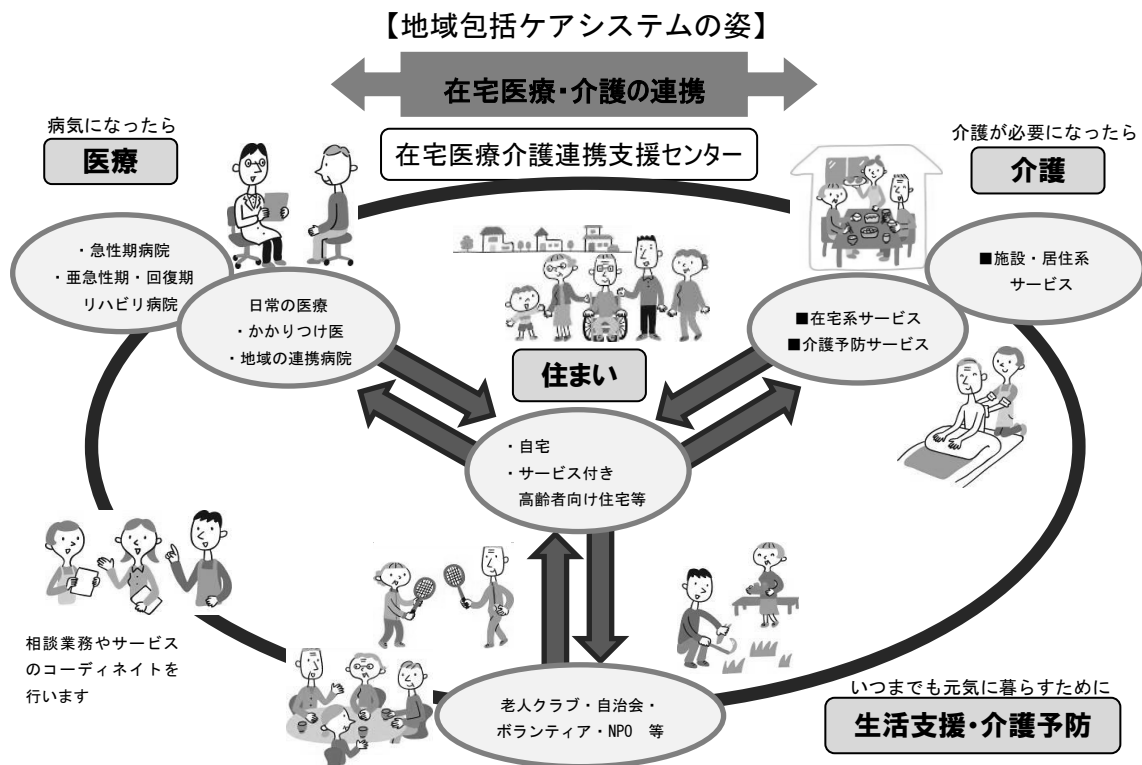 【地域包括ケアシステムの姿】
在宅医療・介護の連携
病気になったら
医療
在宅医療介護連携支援センター
介護が必要になったら
介護
・急性期病院
・亜急性期・回復期
リハビリ病院
日常の医療
・かかりつけ医
・地域の連携病院
■施設・居住系
サービス
■在宅系サービス
■介護予防サービス
住まい
・自宅
・サービス付き
高齢者向け住宅等
相談業務やサービス
のコーディネイトを
行います
老人クラブ・自治会・
ボランティア・NPO 等
いつまでも元気に暮らすために
生活支援・介護予防